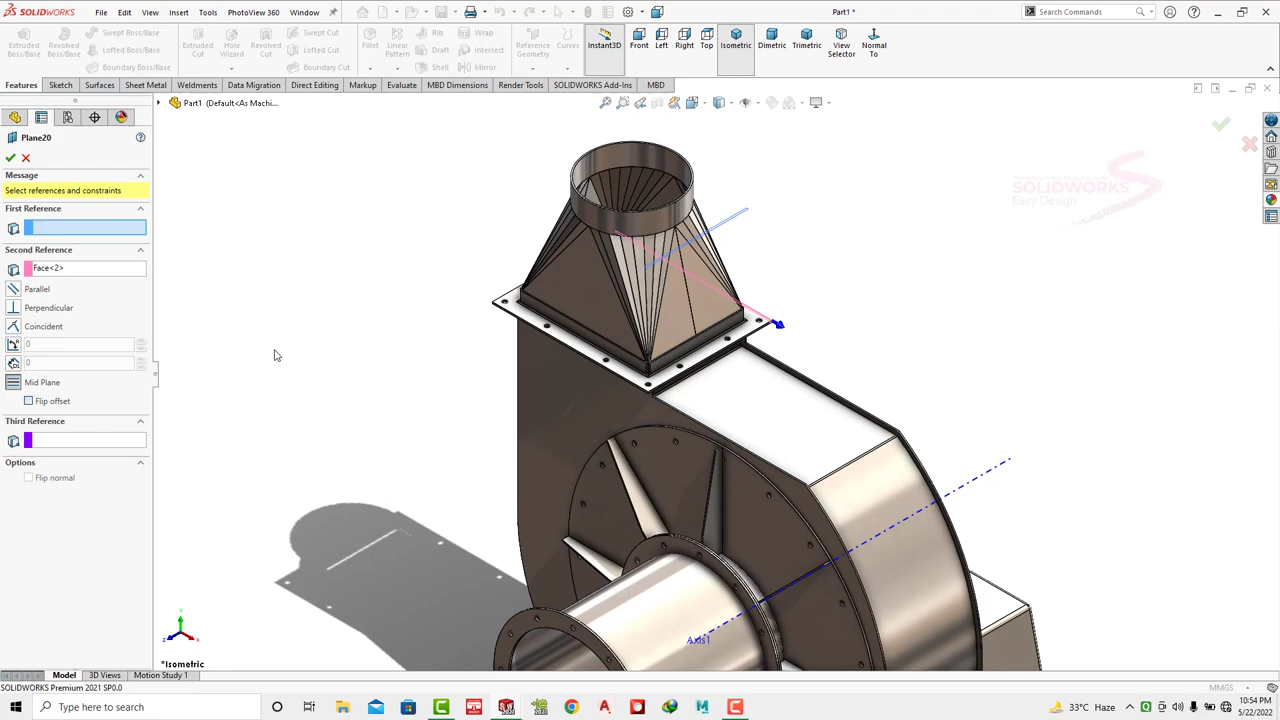 SOLIDWORKS
File Edit View Insert Tools PhotoView 360 Window
Part1 *
Search Commands
Extruded Boss/Base
Revolved Boss/Base
Swept Boss/Base
Lofted Boss/Base
Boundary Boss/Base
Extruded Cut
Hole Wizard
Revolved Cut
Swept Cut
Lofted Cut
Boundary Cut
Fillet
Linear Pattern
Rib
Draft
Shell
Wrap
Intersect
Mirror
Reference Geometry
Curves
Instant3D
Front
Left
Right
Top
Isometric
Dimetric
Trimetric
View Selector
Normal To
Features Sketch Surfaces Sheet Metal Weldments Data Migration Direct Editing Markup Evaluate MBD Dimensions Render Tools SOLIDWORKS Add-Ins MBD
Part1 (Default<As Machi...
Plane20
Message
Select references and constraints
First Reference
Second Reference
Face<2>
Parallel
Perpendicular
Coincident
0
0
Mid Plane
Flip offset
Third Reference
Options
Flip normal
SOLIDWORKS
Easy Design
Axis1
Y
Z
X
*Isometric
Model 3D Views Motion Study 1
SOLIDWORKS Premium 2021 SP0.0
MMGS
Type here to search
33°C Haze
10:54 PM
5/22/2022